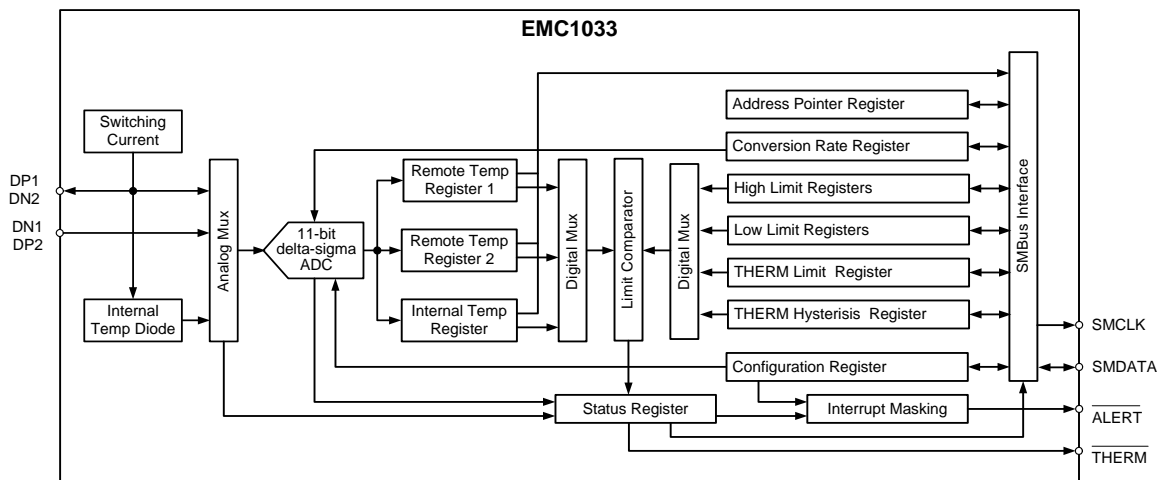 EMC1033
Switching
Current
DP1
DN2
DN1
DP2
Internal
Temp Diode
Analog Mux
11-bit
delta-sigma
ADC
Remote Temp
Register 1
Remote Temp
Register 2
Internal Temp
Register
Digital Mux
Limit Comparator
Digital Mux
Address Pointer Register
Conversion Rate Register
High Limit Registers
Low Limit Registers
THERM Limit Register
THERM Hysterisis Register
Configuration Register
Status Register
Interrupt Masking
SMBus Interface
SMCLK
SMDATA
ALERT
THERM